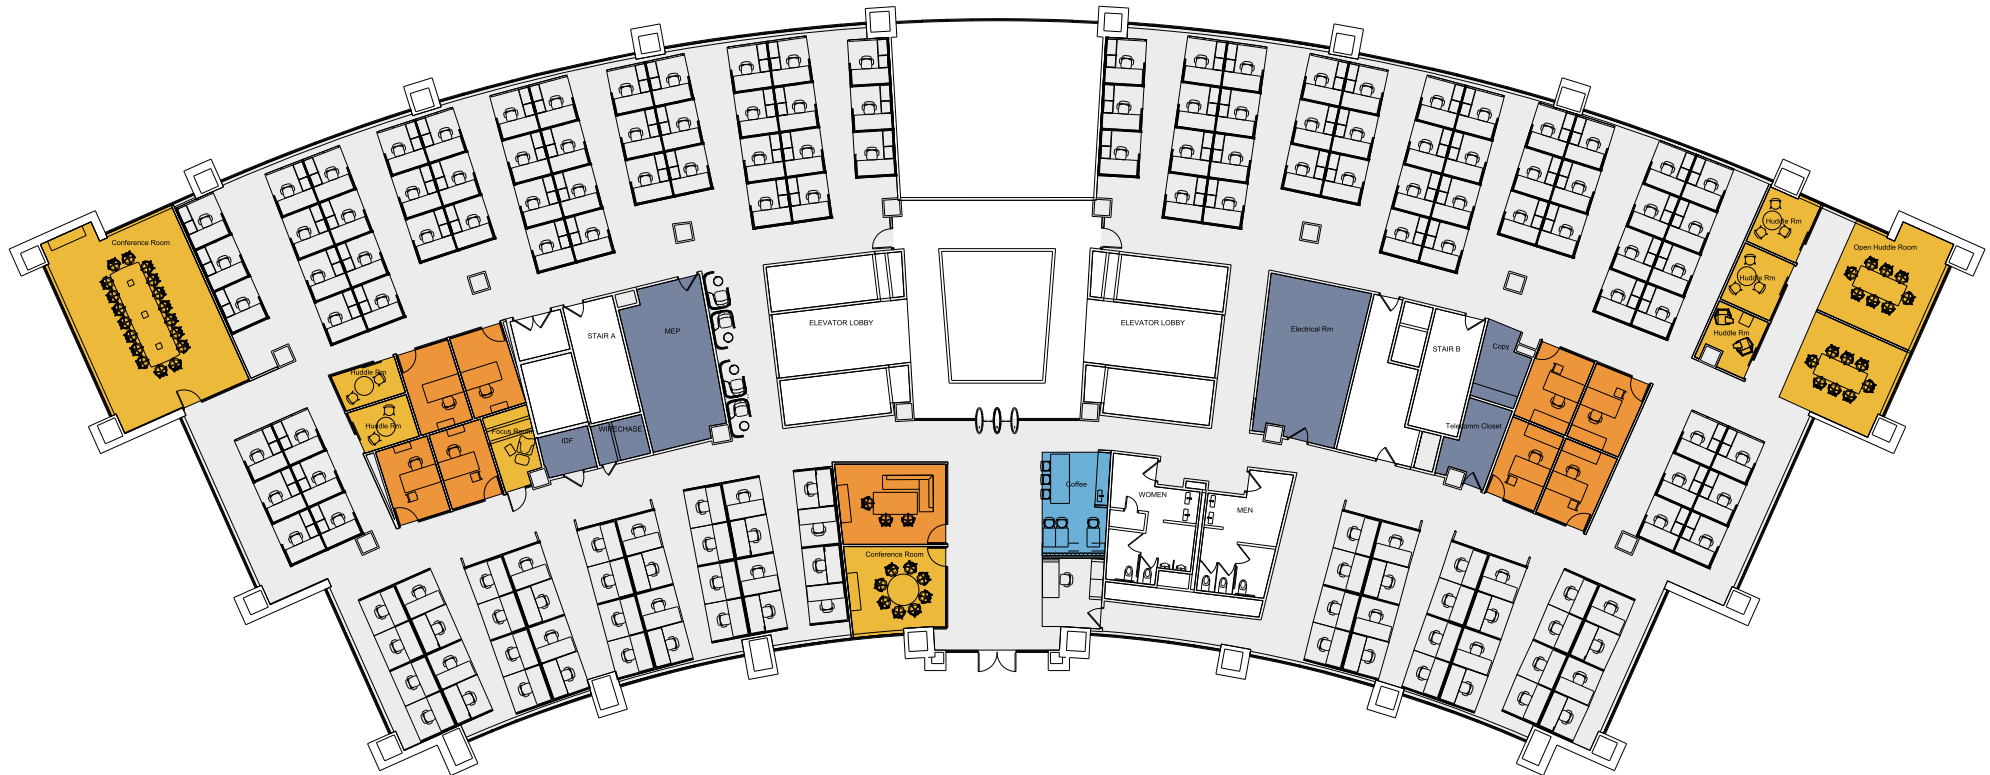 Conference Room
Huddle Rm
Open Huddle Room
Huddle Rm
Huddle Rm
STAIR A
MEP
ELEVATOR LOBBY
ELEVATOR LOBBY
Electrical Rm
STAIR B
Copy
Huddle Rm
Huddle Rm
Focus Room
IDF
WIRECHASE
Telecomm Closet
Coffee
WOMEN
MEN
Conference Room